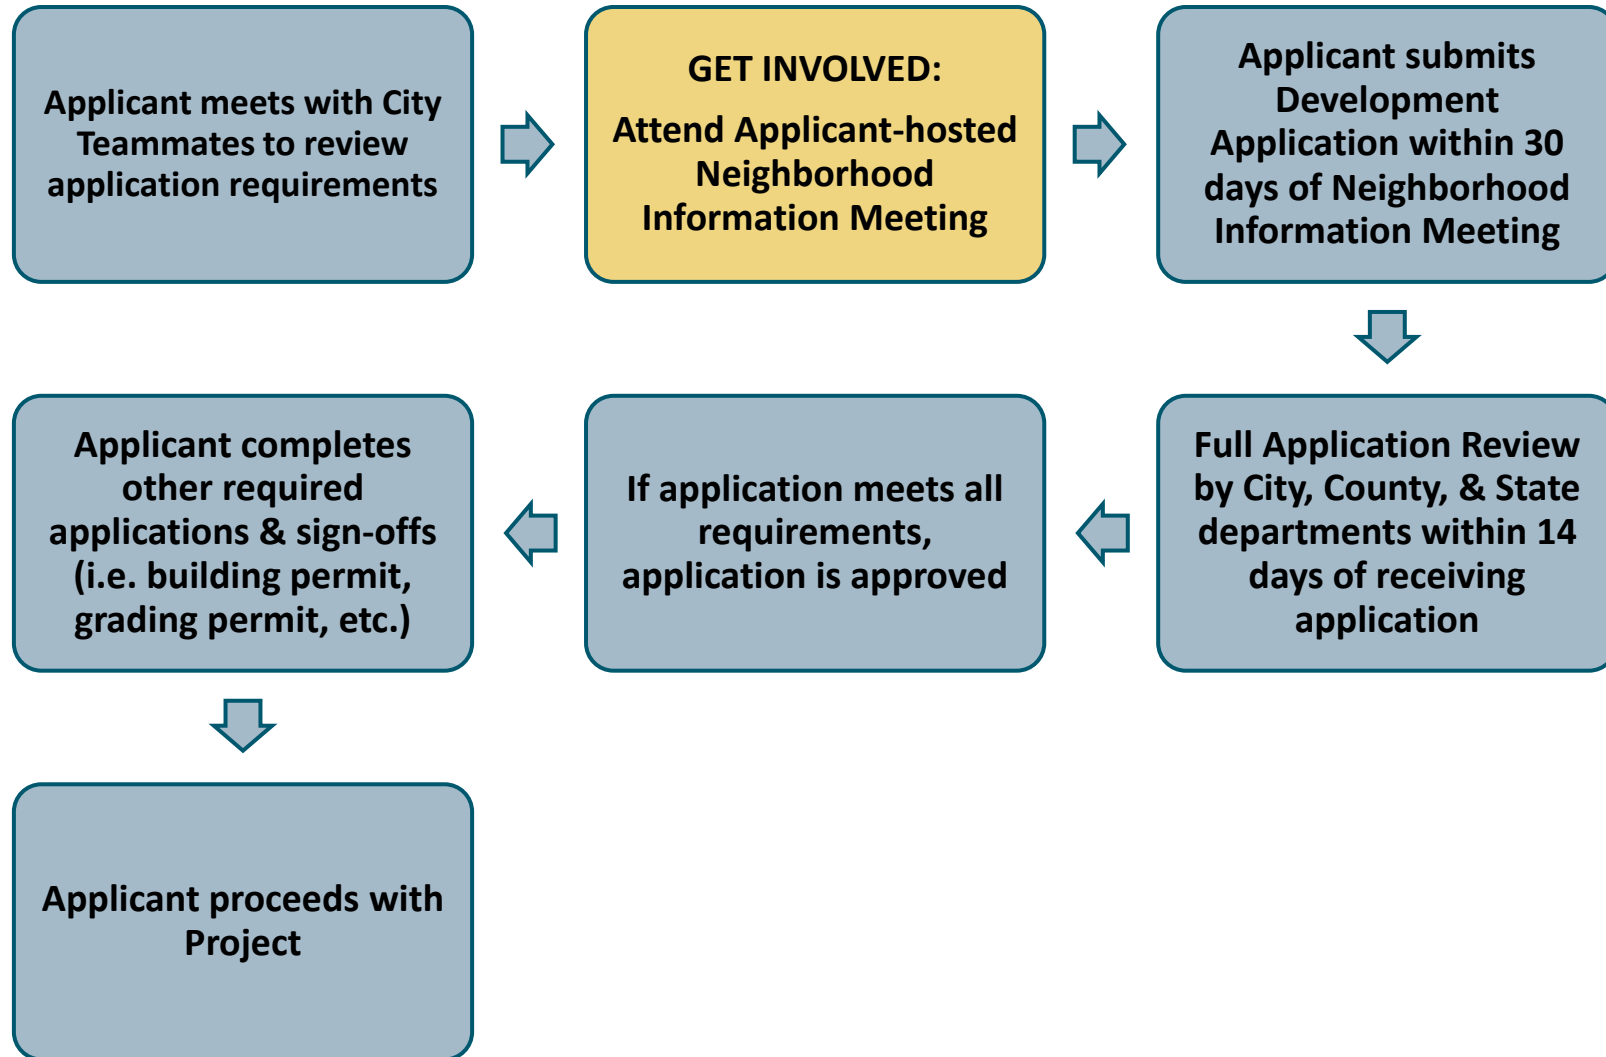 Applicant meets with City
Teammates to review
application requirements
GET INVOLVED:
Attend Applicant-hosted
Neighborhood
Information Meeting
Applicant submits
Development
Application within 30
days of Neighborhood
Information Meeting
Full Application Review
by City, County, & State
departments within 14
days of receiving
application
If application meets all
requirements,
application is approved
Applicant completes
other required
applications & sign-offs
(i.e. building permit,
grading permit, etc.)
Applicant proceeds with
Project